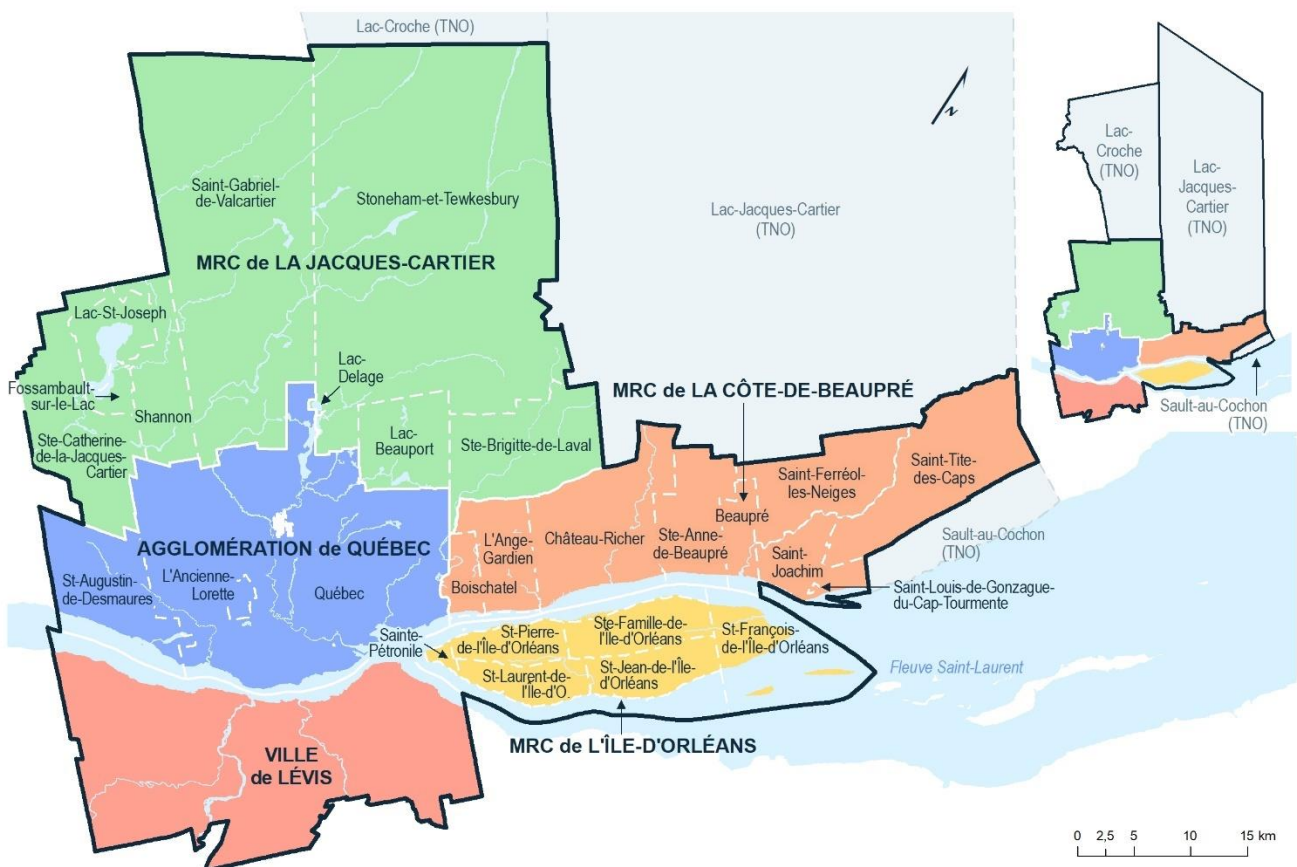 Lac-Croche (TNO)
N
Saint-Gabriel-
de-Valcartier
Stoneham-et-Tewkesbury
Lac-Jacques-Cartier
(TNO)
MRC de LA JACQUES-CARTIER
Lac-St-Joseph
Lac-
Delage
Fossambault-
sur-le-Lac
Shannon
Ste-Catherine-
de-la-Jacques-
Cartier
Lac-
Beauport
Ste-Brigitte-de-Laval
MRC de LA CÔTE-DE-BEAUPRÉ
Saint-Ferréol-
les-Neiges
Saint-Tite-
des-Caps
Beaupré
L'Ange-
Gardien
Château-Richer
Ste-Anne-
de-Beaupré
Saint-
Joachim
Boischatel
Sault-au-Cochon
(TNO)
Saint-Louis-de-Gonzague-
du-Cap-Tourmente
AGGLOMÉRATION de QUÉBEC
St-Augustin-
de-Desmaures
L'Ancienne-
Lorette
Québec
Sainte-
Pétronile
St-Pierre-
de-l'Île-d'Orléans
Ste-Famille-de-
l'Ile-d'Orléans
St-François-
de-l'Île-d'Orléans
St-Laurent-de-
l'Île-d'O.
St-Jean-de-l'Île-
d'Orléans
Fleuve Saint-Laurent
MRC de L'ÎLE-D'ORLÉANS
VILLE
de LÉVIS
Lac-
Croche
(TNO)
Lac-
Jacques-
Cartier
(TNO)
Sault-au-Cochon
(TNO)
0 2,5 5 10 15 km